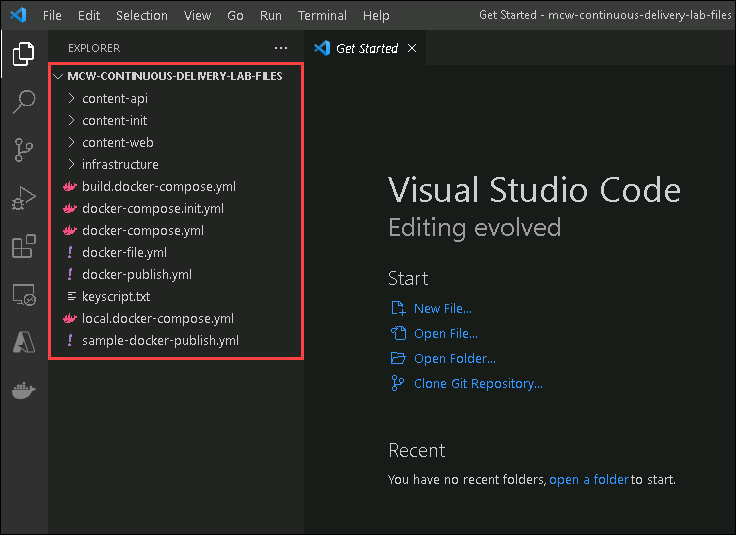 File Edit Selection View Go Run Terminal Help Get Started - mcw-continuous-delivery-lab-files
EXPLORER ···
Get Started
MCW-CONTINUOUS-DELIVERY-LAB-FILES
content-api
content-init
content-web
infrastructure
build.docker-compose.yml
docker-compose.init.yml
docker-compose.yml
! docker-file.yml
! docker-publish.yml
keyscript.txt
local.docker-compose.yml
! sample-docker-publish.yml
Visual Studio Code
Editing evolved
Start
New File...
Open File...
Open Folder...
Clone Git Repository...
Recent
You have no recent folders, open a folder to start.